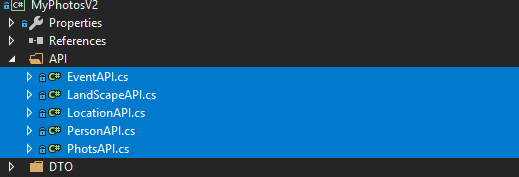 C# MyPhotosV2
Properties
References
API
C# EventAPI.cs
C# LandScapeAPI.cs
C# LocationAPI.cs
C# PersonAPI.cs
C# PhotsAPI.cs
DTO